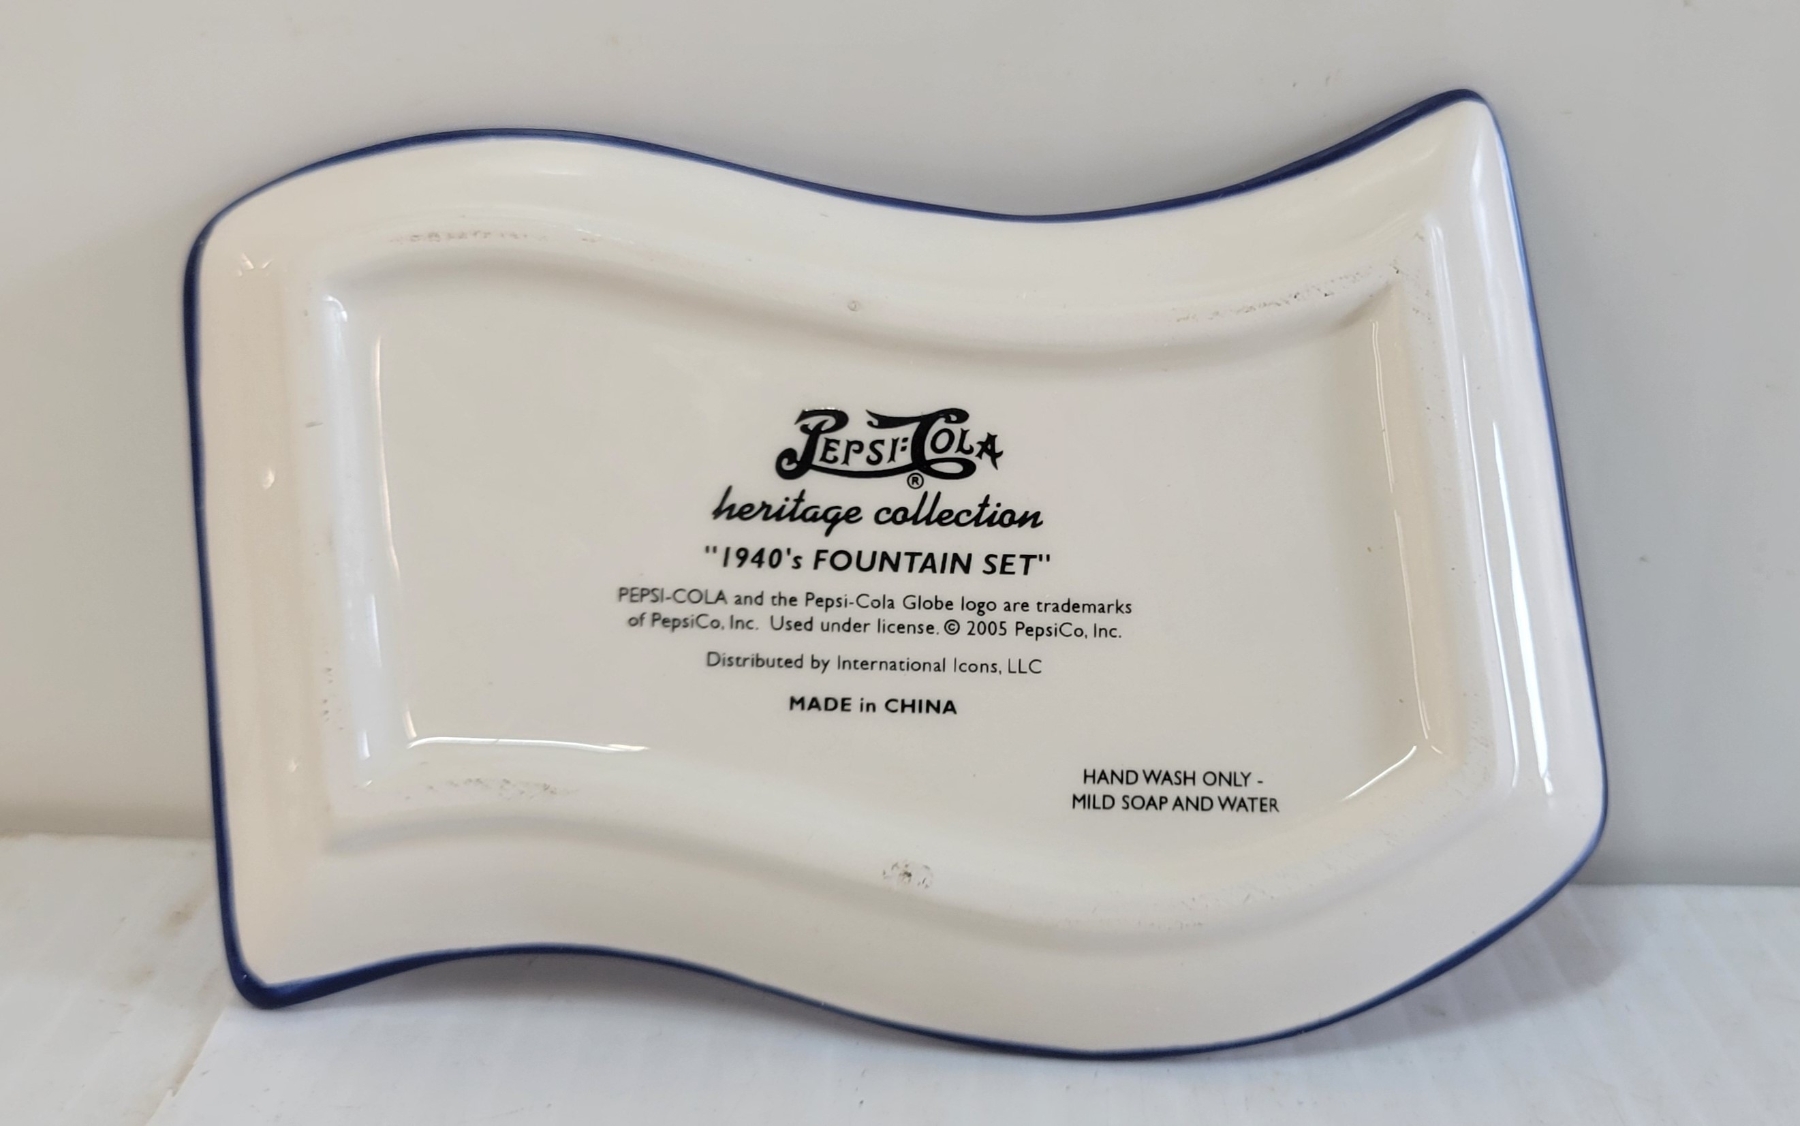 PEPSI:COLA
®
heritage collection
"1940's FOUNTAIN SET"
PEPSI-COLA and the Pepsi-Cola Globe logo are trademarks
of PepsiCo, Inc. Used under license. © 2005 PepsiCo, Inc.
Distributed by International Icons, LLC
MADE in CHINA
HAND WASH ONLY -
MILD SOAP AND WATER